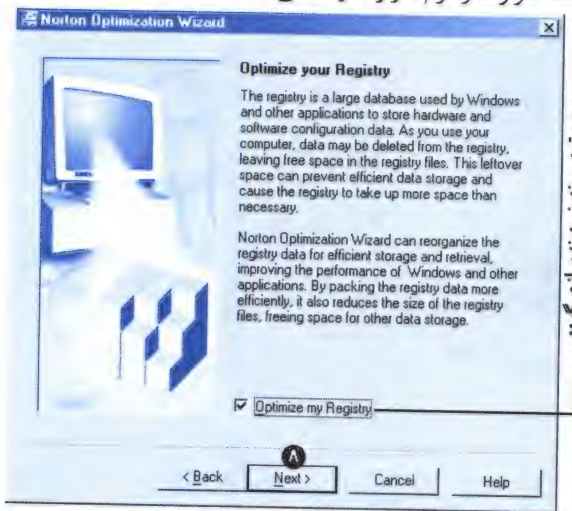 Norton Optimization Wizard
Optimize your Registry
The registry is a large database used by Windows
and other applications to store hardware and
software configuration data. As you use your
computer, data may be deleted from the registry,
leaving free space in the registry files. This leftover
space can prevent efficient data storage and
cause the registry to take up more space than
necessary.
Norton Optimization Wizard can reorganize the
registry data for efficient storage and retrieval,
improving the performance of Windows and other
applications. By packing the registry data more
efficiently, it also reduces the size of the registry
files, freeing space for other data storage.
Optimize my Registry
٨
< Back Next > Cancel Help